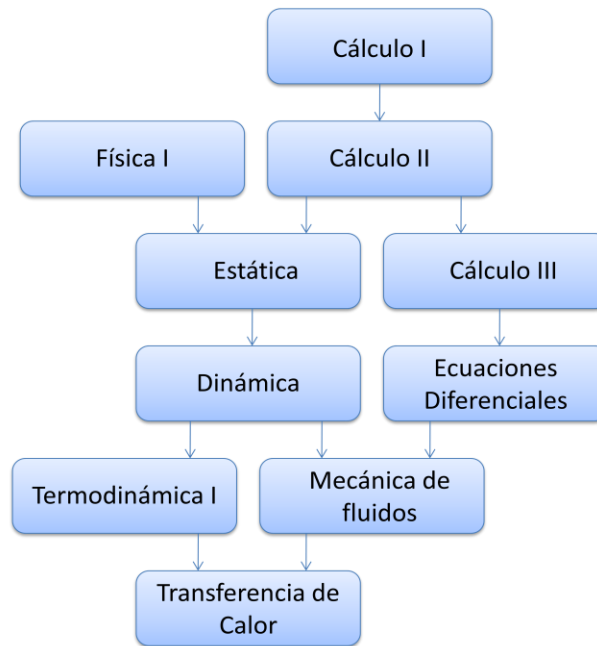 Cálculo I
Física I
Cálculo II
Estática
Cálculo III
Dinámica
Ecuaciones
Diferenciales
Termodinámica I
Mecánica de
fluidos
Transferencia de
Calor